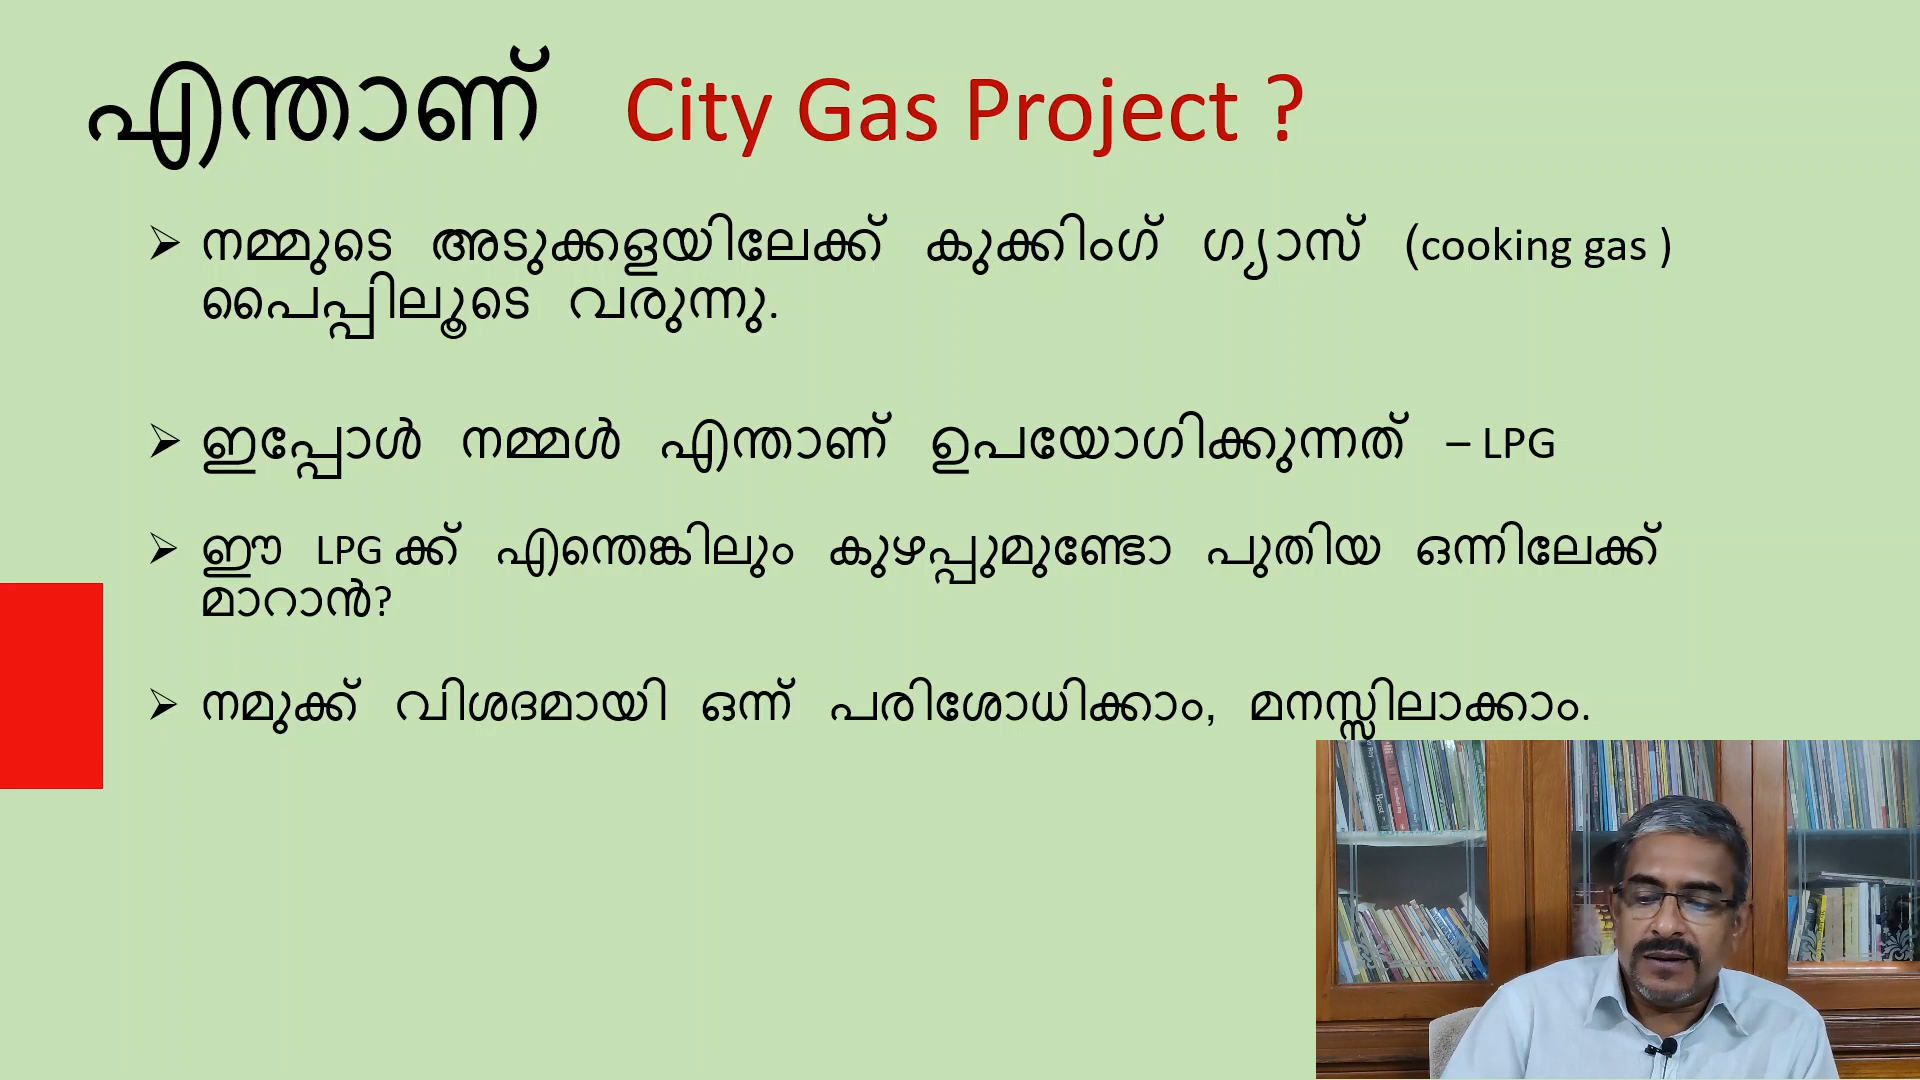 എന്താണ് City Gas Project ?
➢ നമ്മുടെ അടുക്കളയിലേക്ക് കുക്കിംഗ് ഗ്യാസ് (cooking gas )
പൈപ്പിലൂടെ വരുന്നു.
➢ ഇപ്പോൾ നമ്മൾ എന്താണ് ഉപയോഗിക്കുന്നത് – LPG
➢ ഈ LPG ക്ക് എന്തെങ്കിലും കുഴപ്പുമുണ്ടോ പുതിയ ഒന്നിലേക്ക്
മാറാൻ?
➢ നമുക്ക് വിശദമായി ഒന്ന് പരിശോധിക്കാം, മനസ്സിലാക്കാം.